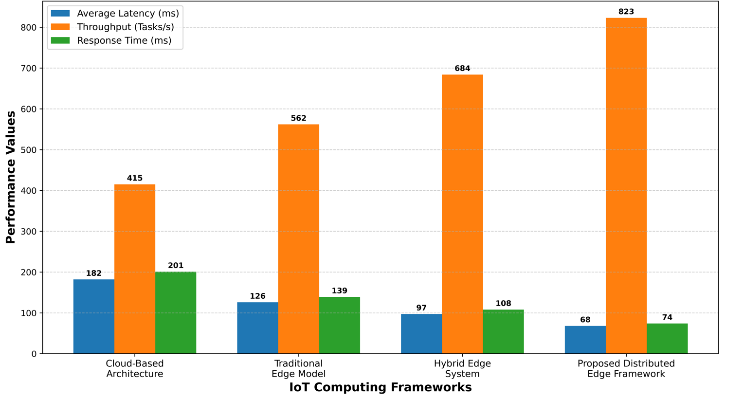 Average Latency (ms)
Throughput (Tasks/s)
Response Time (ms)
Performance Values
800
700
600
500
400
300
200
100
0
182
415
201
126
562
139
97
684
108
68
823
74
Cloud-Based
Architecture
Traditional
Edge Model
Hybrid Edge
System
Proposed Distributed
Edge Framework
IoT Computing Frameworks